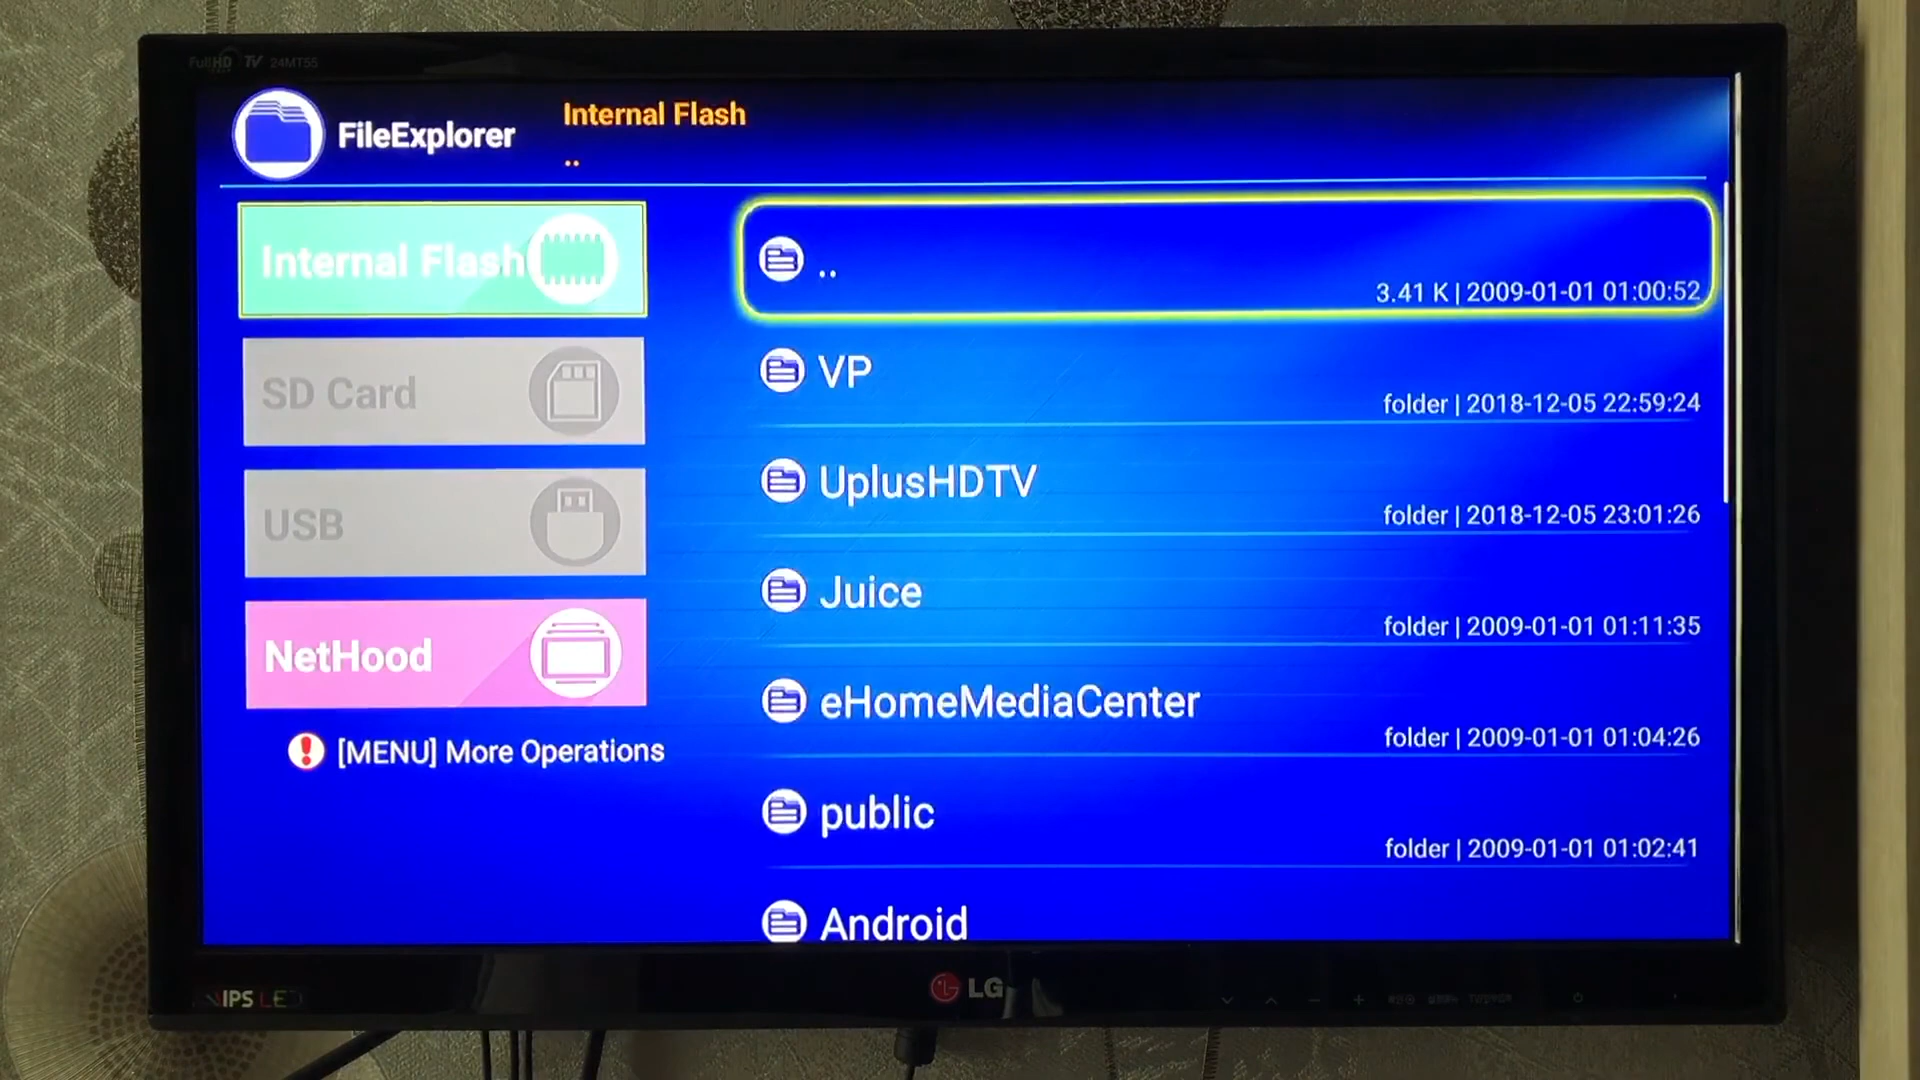 FullHD TV 24MT55
FileExplorer
Internal Flash
..
Internal Flash
SD Card
USB
NetHood
[MENU] More Operations
..
3.41 K | 2009-01-01 01:00:52
VP
folder | 2018-12-05 22:59:24
UplusHDTV
folder | 2018-12-05 23:01:26
Juice
folder | 2009-01-01 01:11:35
eHomeMediaCenter
folder | 2009-01-01 01:04:26
public
folder | 2009-01-01 01:02:41
Android
IPS LED
LG